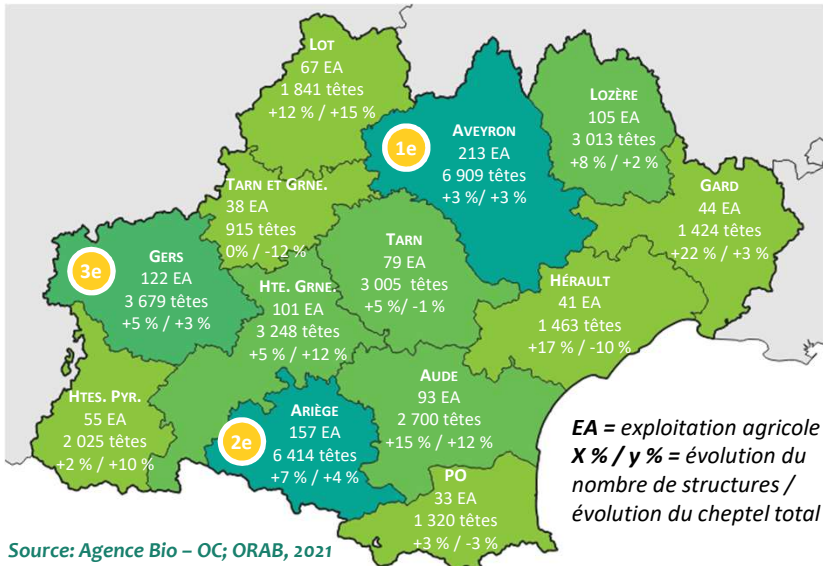 LOT
67 EA
1 841 têtes
+12 % / +15 %
LOZÈRE
105 EA
3 013 têtes
+8 % / +2 %
1e
AVEYRON
213 EA
6 909 têtes
+3 %/ +3 %
TARN ET GRNE.
38 EA
915 têtes
0% / -12 %
GARD
44 EA
1 424 têtes
+22 % / +3 %
3e
GERS
122 EA
3 679 têtes
+5 % / +3 %
TARN
79 EA
3 005 têtes
+5 %/ -1 %
HTE. GRNE.
101 EA
3 248 têtes
+5 % / +12 %
HÉRAULT
41 EA
1 463 têtes
+17 % / -10 %
HTES. PYR.
55 EA
2 025 têtes
+2 % / +10 %
2e
ARIÈGE
157 EA
6 414 têtes
+7 % / +4 %
AUDE
93 EA
2 700 têtes
+15 % / +12 %
PO
33 EA
1 320 têtes
+3 % / -3 %
EA = exploitation agricole
X % / y % = évolution du
nombre de structures /
évolution du cheptel total
Source: Agence Bio – OC; ORAB, 2021